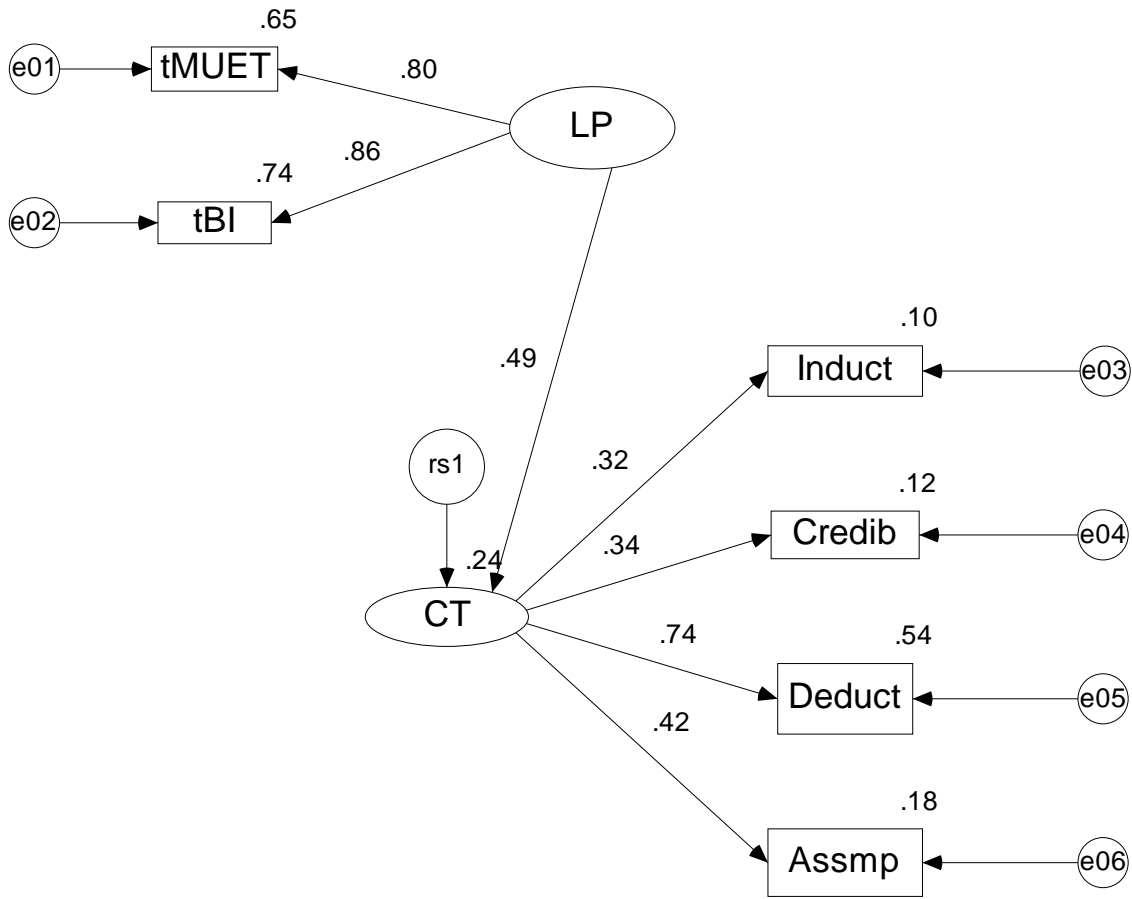 .65
e01
tMUET
.80
LP
.86
.74
e02
tBI
.49
.10
Induct
e03
rs1
.32
.12
Credib
e04
.34
.24
CT
.74
.54
Deduct
e05
.42
.18
Assmp
e06